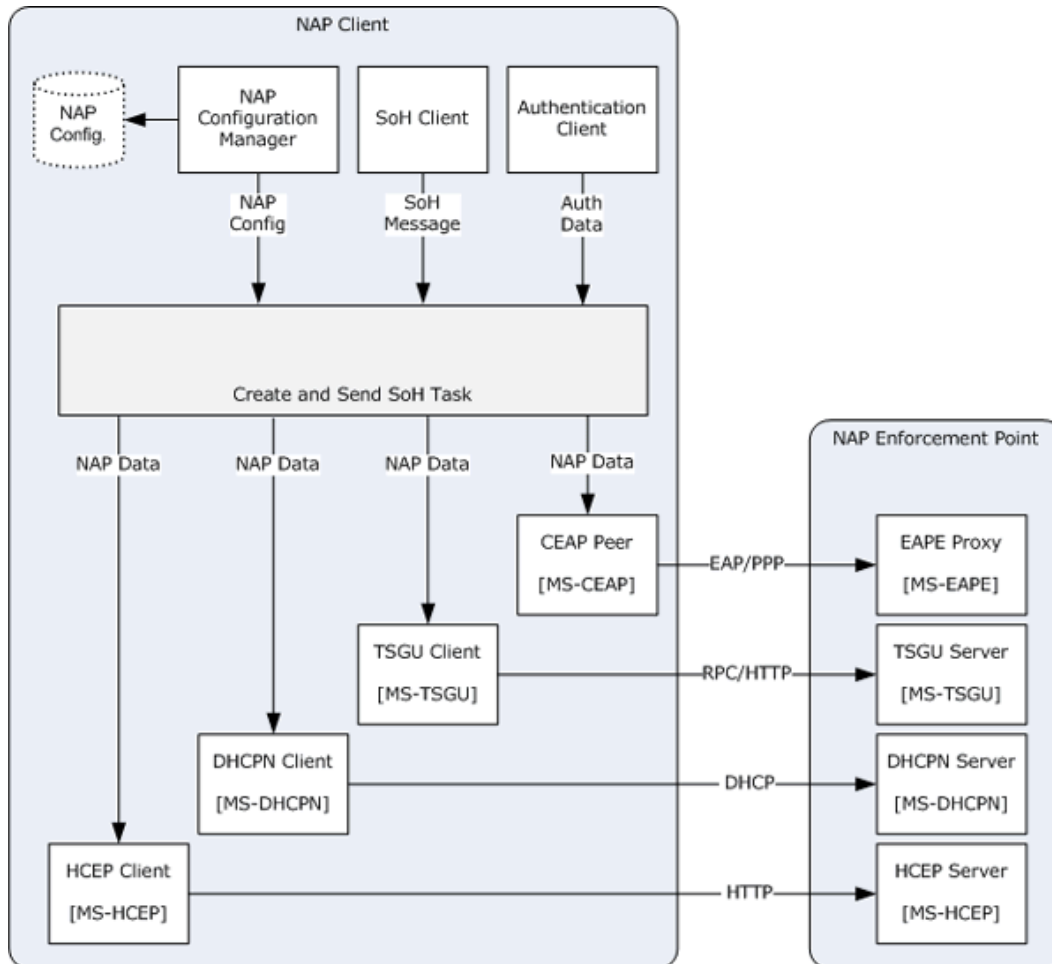 NAP Client
NAP
Config.
NAP
Configuration
Manager
SoH Client
Authentication
Client
NAP
Config
SoH
Message
Auth
Data
Create and Send SoH Task
NAP Data
NAP Data
NAP Data
NAP Data
NAP Enforcement Point
CEAP Peer
[MS-CEAP]
EAP/PPP
EAPE Proxy
[MS-EAPE]
TSGU Client
[MS-TSGU]
RPC/HTTP
TSGU Server
[MS-TSGU]
DHCPN Client
[MS-DHCPN]
DHCP
DHCPN Server
[MS-DHCPN]
HCEP Client
[MS-HCEP]
HTTP
HCEP Server
[MS-HCEP]